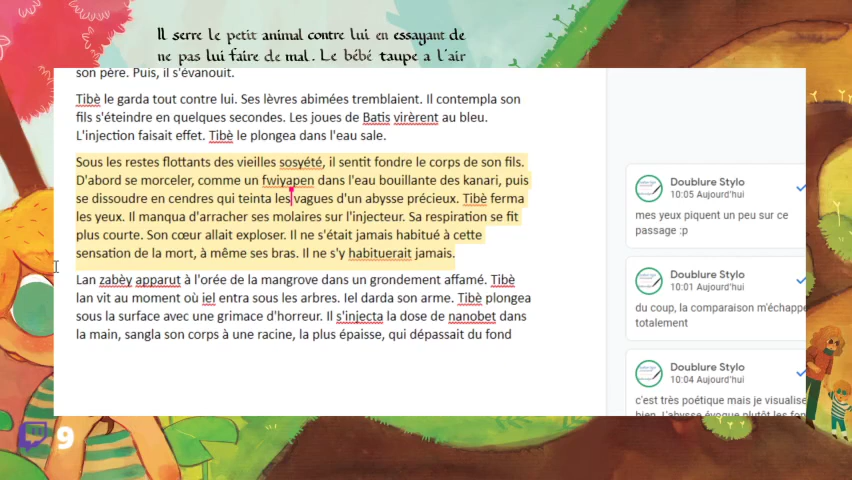 Il serre le petit animal contre lui en essayant de
ne pas lui faire de mal. Le bébé taupe a l'air
son père. Puis, il s'évanouit.
Tibè le garda tout contre lui. Ses lèvres abimées tremblaient. Il contempla son
fils s'éteindre en quelques secondes. Les joues de Batis virèrent au bleu.
L'injection faisait effet. Tibè le plongea dans l'eau sale.
Sous les restes flottants des vieilles sosyété, il sentit fondre le corps de son fils.
D'abord se morceler, comme un fwiyapen dans l'eau bouillante des kanari, puis
se dissoudre en cendres qui teinta les vagues d'un abysse précieux. Tibè ferma
les yeux. Il manqua d'arracher ses molaires sur l'injecteur. Sa respiration se fit
plus courte. Son cœur allait exploser. Il ne s'était jamais habitué à cette
sensation de la mort, à même ses bras. Il ne s'y habituerait jamais.
Lan zabèy apparut à l'orée de la mangrove dans un grondement affamé. Tibè
lan vit au moment où iel entra sous les arbres. Iel darda son arme. Tibè plongea
sous la surface avec une grimace d'horreur. Il s'injecta la dose de nanobet dans
la main, sangla son corps à une racine, la plus épaisse, qui dépassait du fond
Doublure Stylo
10:05 Aujourd'hui
mes yeux piquent un peu sur ce
passage :p
Doublure Stylo
10:01 Aujourd'hui
du coup, la comparaison m'échappe
totalement
Doublure Stylo
10:04 Aujourd'hui
c'est très poétique mais je visualise
bien. L'abysse évoque plutôt les
9